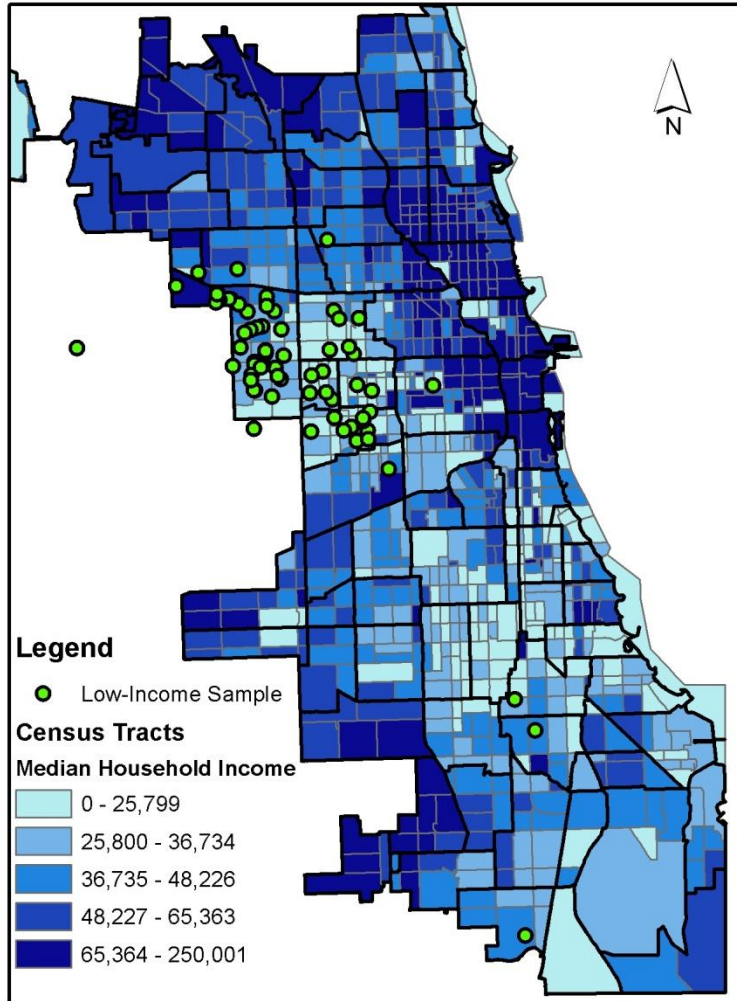 N
Legend
Low-Income Sample
Census Tracts
Median Household Income
0 - 25,799
25,800 - 36,734
36,735 - 48,226
48,227 - 65,363
65,364 - 250,001